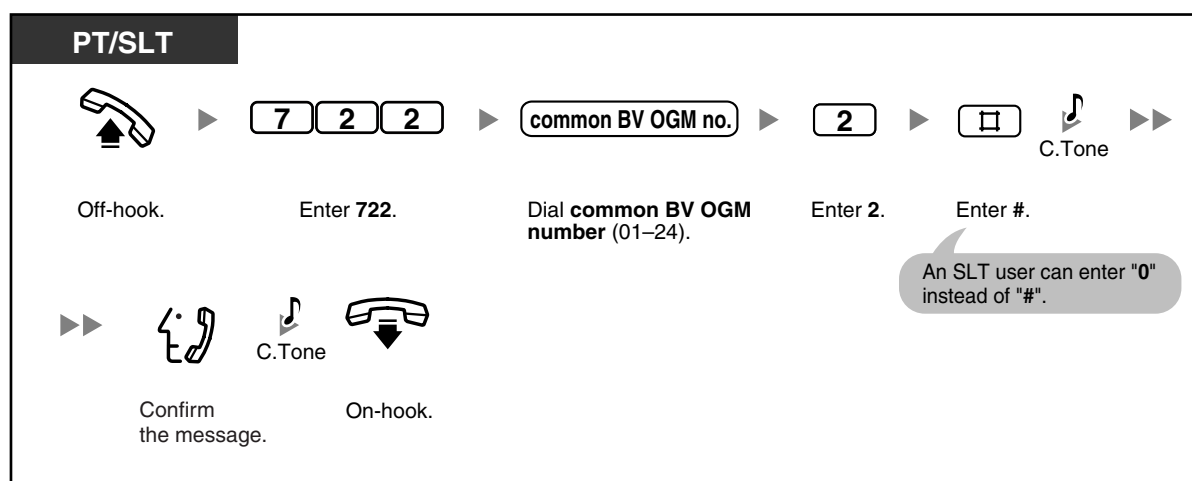 PT/SLT
7 2 2 common BV OGM no. 2 #
C.Tone
Off-hook. Enter 722. Dial common BV OGM Enter 2. Enter #.
number (01–24).
An SLT user can enter "0"
instead of "#".
C.Tone
Confirm On-hook.
the message.